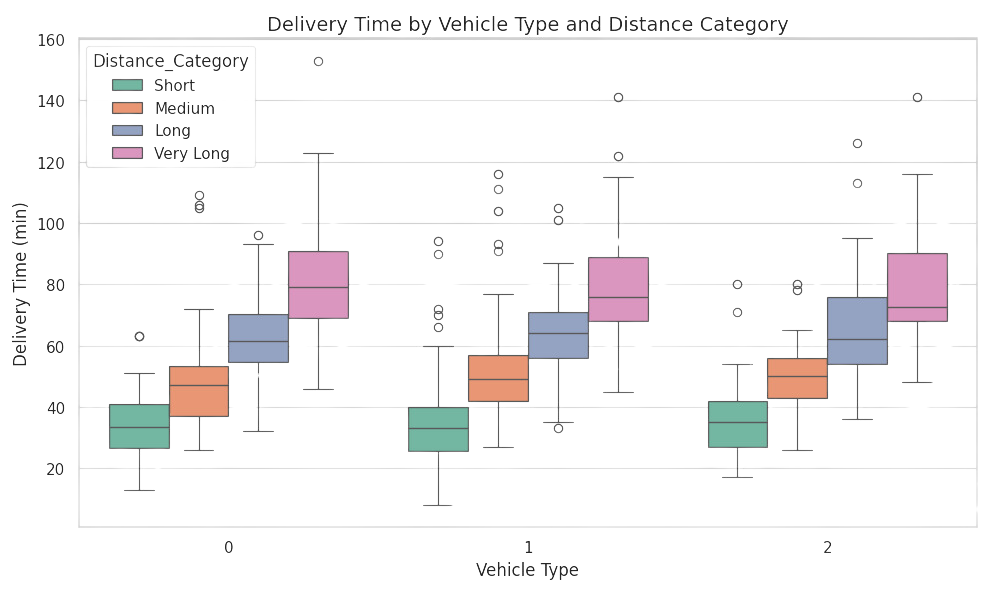 Delivery Time by Vehicle Type and Distance Category
160
140
120
100
80
60
40
20
Delivery Time (min)
Distance_Category
Short
Medium
Long
Very Long
0
1
2
Vehicle Type